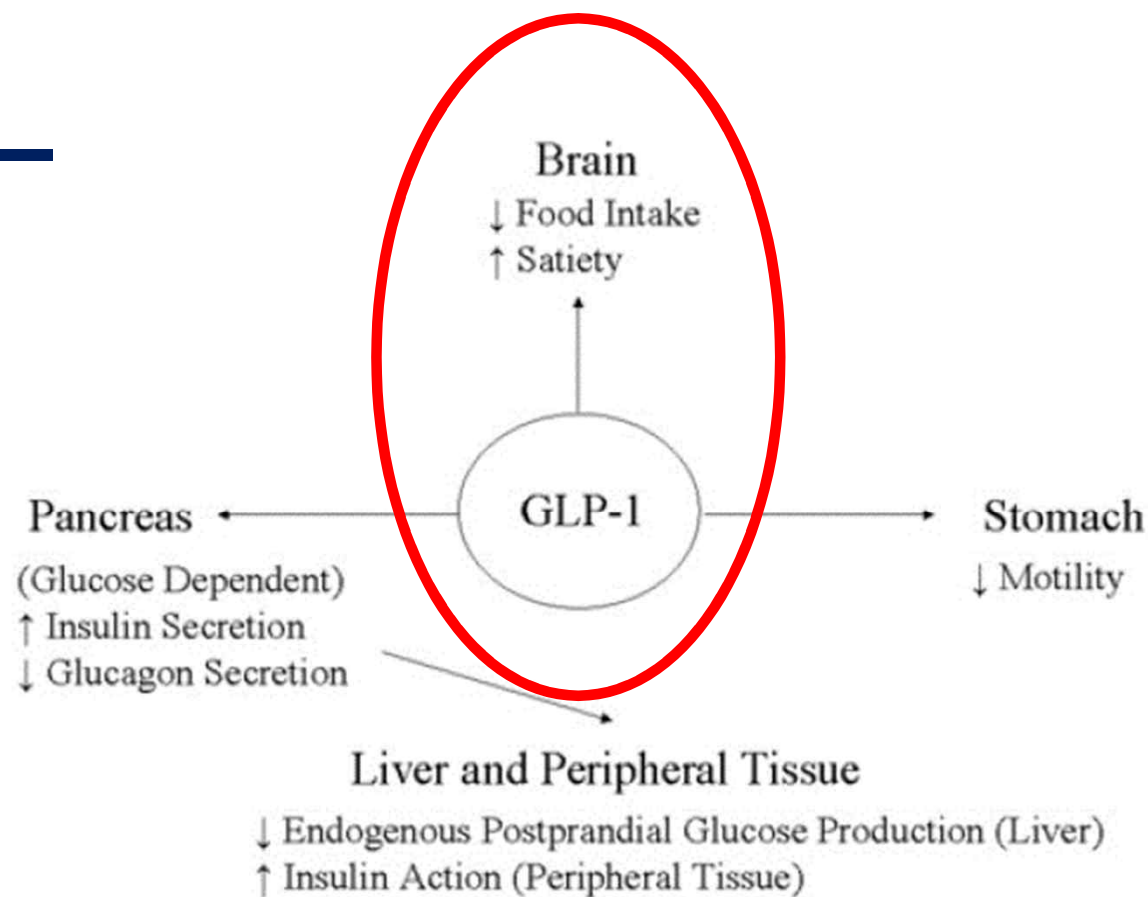 Brain
↓ Food Intake
↑ Satiety
GLP-1
Pancreas
(Glucose Dependent)
↑ Insulin Secretion
↓ Glucagon Secretion
Stomach
↓ Motility
Liver and Peripheral Tissue
↓ Endogenous Postprandial Glucose Production (Liver)
↑ Insulin Action (Peripheral Tissue)